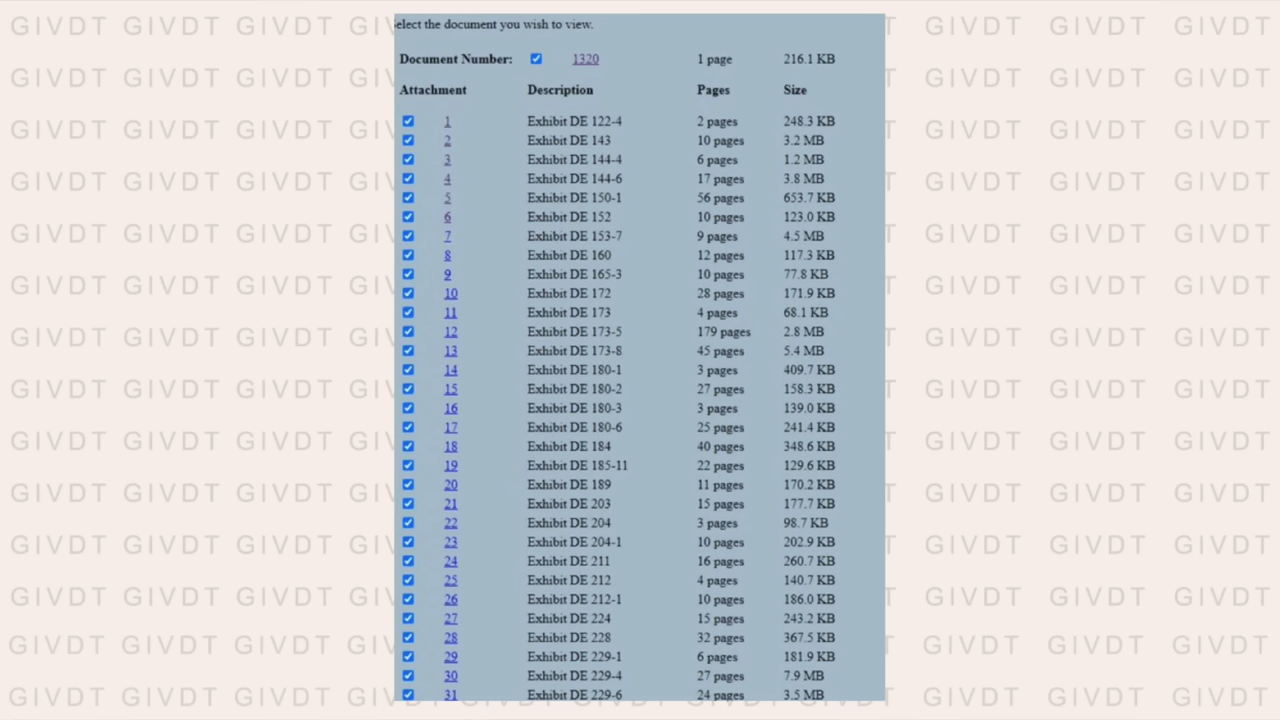 elect the document you wish to view.
Document Number: 1320 1 page 216.1 KB
Attachment Description Pages Size
1 Exhibit DE 122-4 2 pages 248.3 KB
2 Exhibit DE 143 10 pages 3.2 MB
3 Exhibit DE 144-4 6 pages 1.2 MB
4 Exhibit DE 144-6 17 pages 3.8 MB
5 Exhibit DE 150-1 56 pages 653.7 KB
6 Exhibit DE 152 10 pages 123.0 KB
7 Exhibit DE 153-7 9 pages 4.5 MB
8 Exhibit DE 160 12 pages 117.3 KB
9 Exhibit DE 165-3 10 pages 77.8 KB
10 Exhibit DE 172 28 pages 171.9 KB
11 Exhibit DE 173 4 pages 68.1 KB
12 Exhibit DE 173-5 179 pages 2.8 MB
13 Exhibit DE 173-8 45 pages 5.4 MB
14 Exhibit DE 180-1 3 pages 409.7 KB
15 Exhibit DE 180-2 27 pages 158.3 KB
16 Exhibit DE 180-3 3 pages 139.0 KB
17 Exhibit DE 180-6 25 pages 241.4 KB
18 Exhibit DE 184 40 pages 348.6 KB
19 Exhibit DE 185-11 22 pages 129.6 KB
20 Exhibit DE 189 11 pages 170.2 KB
21 Exhibit DE 203 15 pages 177.7 KB
22 Exhibit DE 204 3 pages 98.7 KB
23 Exhibit DE 204-1 10 pages 202.9 KB
24 Exhibit DE 211 16 pages 260.7 KB
25 Exhibit DE 212 4 pages 140.7 KB
26 Exhibit DE 212-1 10 pages 186.0 KB
27 Exhibit DE 224 15 pages 243.2 KB
28 Exhibit DE 228 32 pages 367.5 KB
29 Exhibit DE 229-1 6 pages 181.9 KB
30 Exhibit DE 229-4 27 pages 7.9 MB
31 Exhibit DE 229-6 24 pages 3.5 MB
GIVDT GIVDT GIVDT GIVDT GIVDT GIVDT